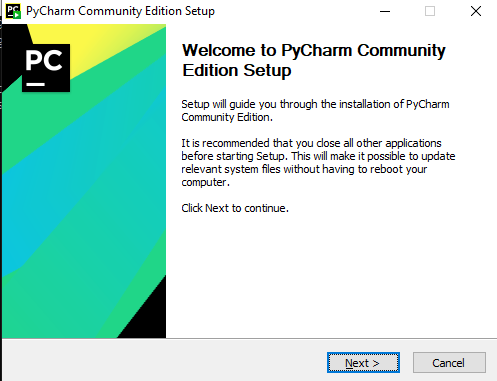 PyCharm Community Edition Setup
PC
Welcome to PyCharm Community
Edition Setup
Setup will guide you through the installation of PyCharm
Community Edition.
It is recommended that you close all other applications
before starting Setup. This will make it possible to update
relevant system files without having to reboot your
computer.
Click Next to continue.
Next >
Cancel